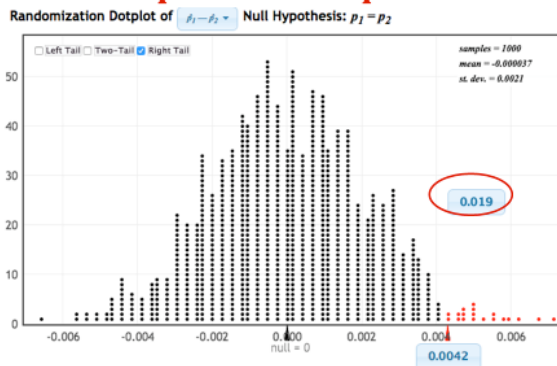 Randomization Dotplot of p̂₁−p̂₂ ▾ Null Hypothesis: p₁ = p₂
Left Tail Two-Tail Right Tail
samples = 1000
mean = -0.000037
st. dev. = 0.0021
50
40
30
0.019
20
10
0
-0.006 -0.004 -0.002 0.000 0.002 0.004 0.006
null = 0
0.0042